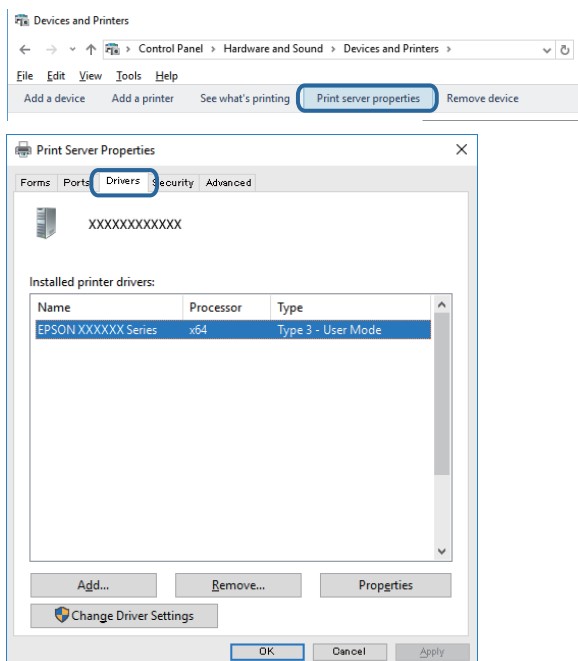 Devices and Printers
Control Panel > Hardware and Sound > Devices and Printers >
File Edit View Tools Help
Add a device Add a printer See what's printing Print server properties Remove device
Print Server Properties
Forms Ports Drivers Security Advanced
XXXXXXXXXXXX
Installed printer drivers:
Name Processor Type
EPSON XXXXXX Series x64 Type 3 - User Mode
Add... Remove... Properties
Change Driver Settings
OK Cancel Apply